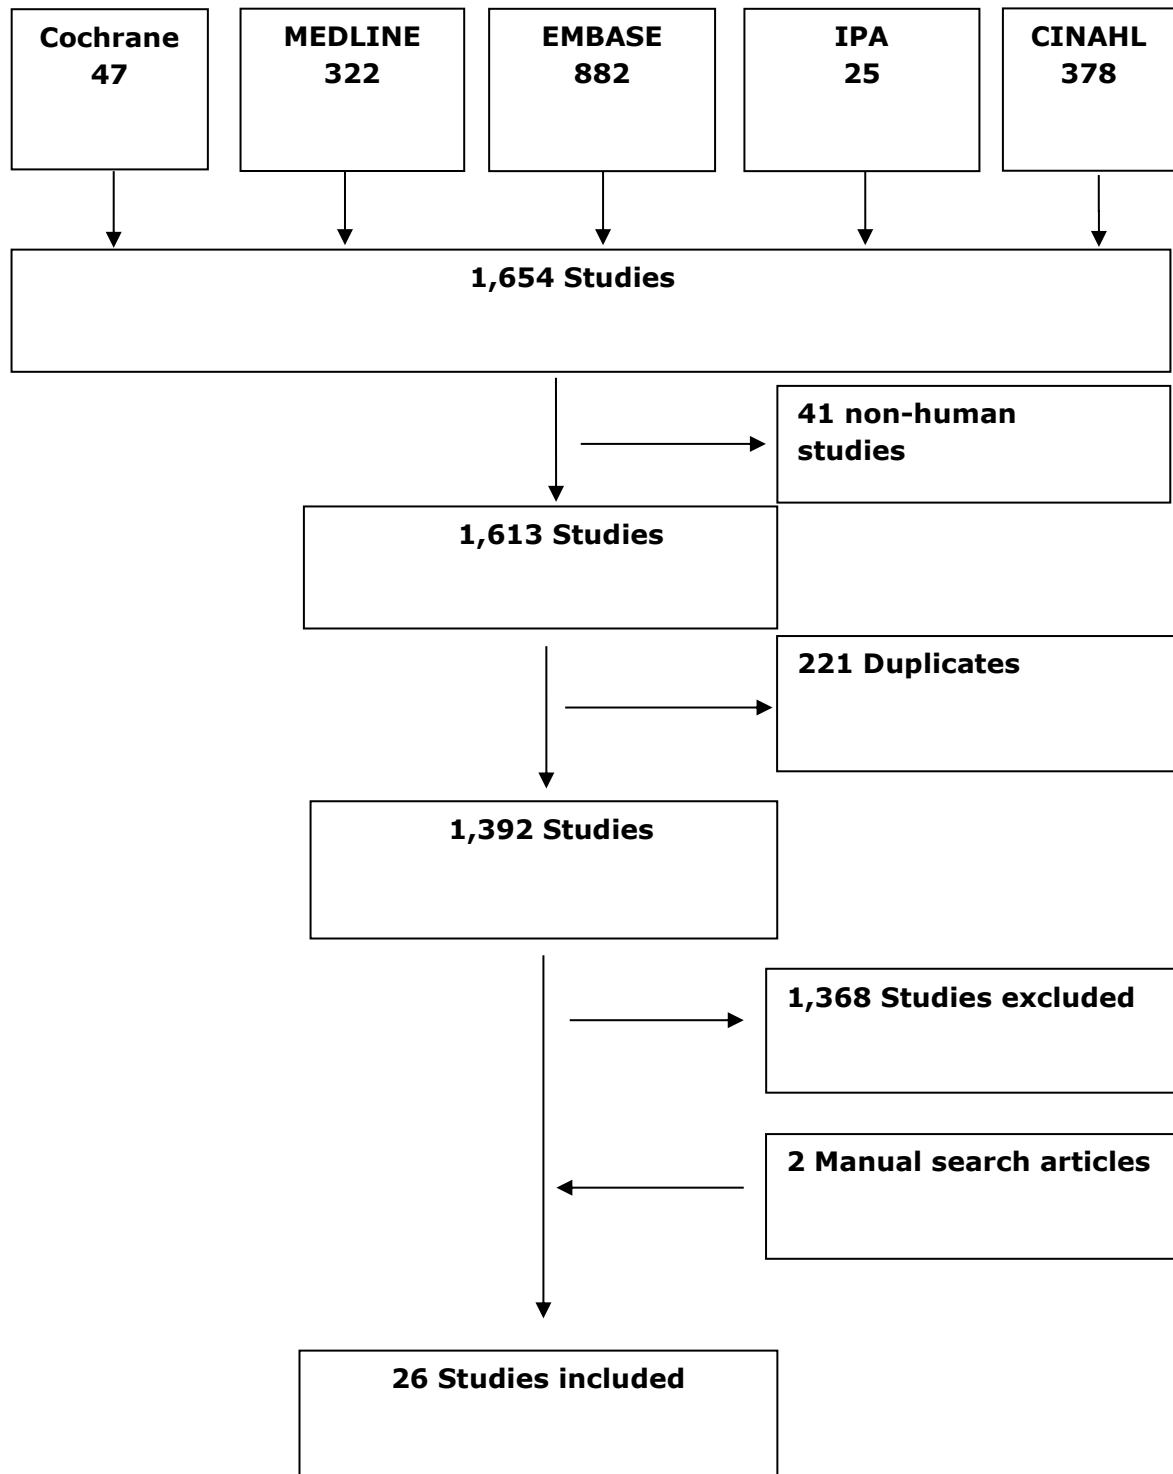 Cochrane
47
MEDLINE
322
EMBASE
882
IPA
25
CINAHL
378
1,654 Studies
41 non-human
studies
1,613 Studies
221 Duplicates
1,392 Studies
1,368 Studies excluded
2 Manual search articles
26 Studies included